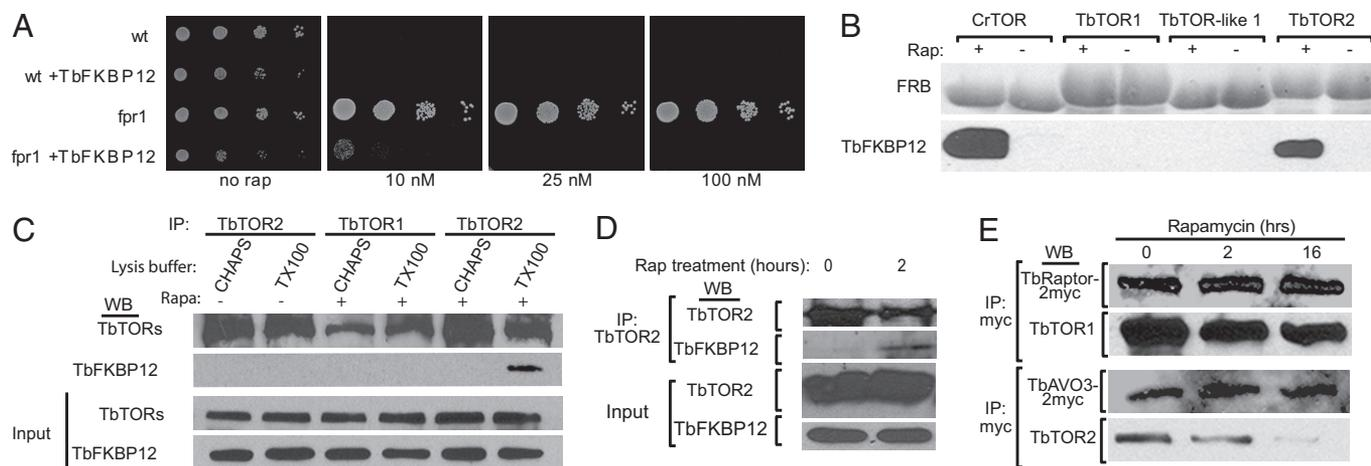 A
wt
wt +TbFKBP12
fpr1
fpr1 +TbFKBP12
no rap
10 nM
25 nM
100 nM
B
CrTOR
TbTOR1
TbTOR-like 1
TbTOR2
Rap:
+
-
+
-
+
-
+
-
FRB
TbFKBP12
C
IP:
TbTOR2
TbTOR1
TbTOR2
Lysis buffer:
CHAPS
TX100
CHAPS
TX100
CHAPS
TX100
WB
Rapa:
-
-
+
+
+
+
TbTORs
TbFKBP12
Input
TbTORs
TbFKBP12
D
Rap treatment (hours):
0
2
WB
IP:
TbTOR2
TbTOR2
TbFKBP12
Input
TbTOR2
TbFKBP12
E
Rapamycin (hrs)
WB
0
2
16
IP:
myc
TbRaptor-
2myc
TbTOR1
IP:
myc
TbAVO3-
2myc
TbTOR2